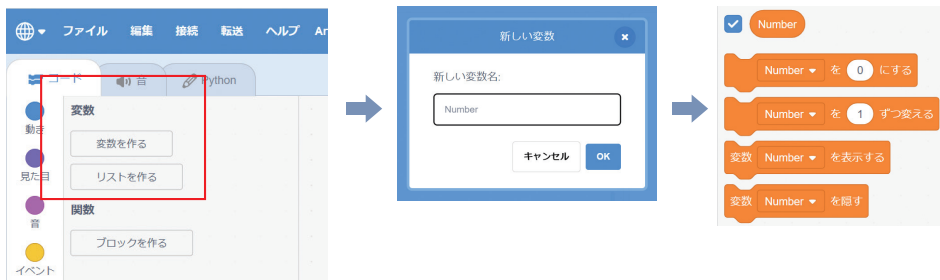 ファイル 編集 接続 転送 ヘルプ Ar
コード 音 Python
動き
見た目
音
イベント
変数
変数を作る
リストを作る
関数
ブロックを作る
新しい変数
新しい変数名:
Number
キャンセル OK
Number
Number を 0 にする
Number を 1 ずつ変える
変数 Number を表示する
変数 Number を隠す